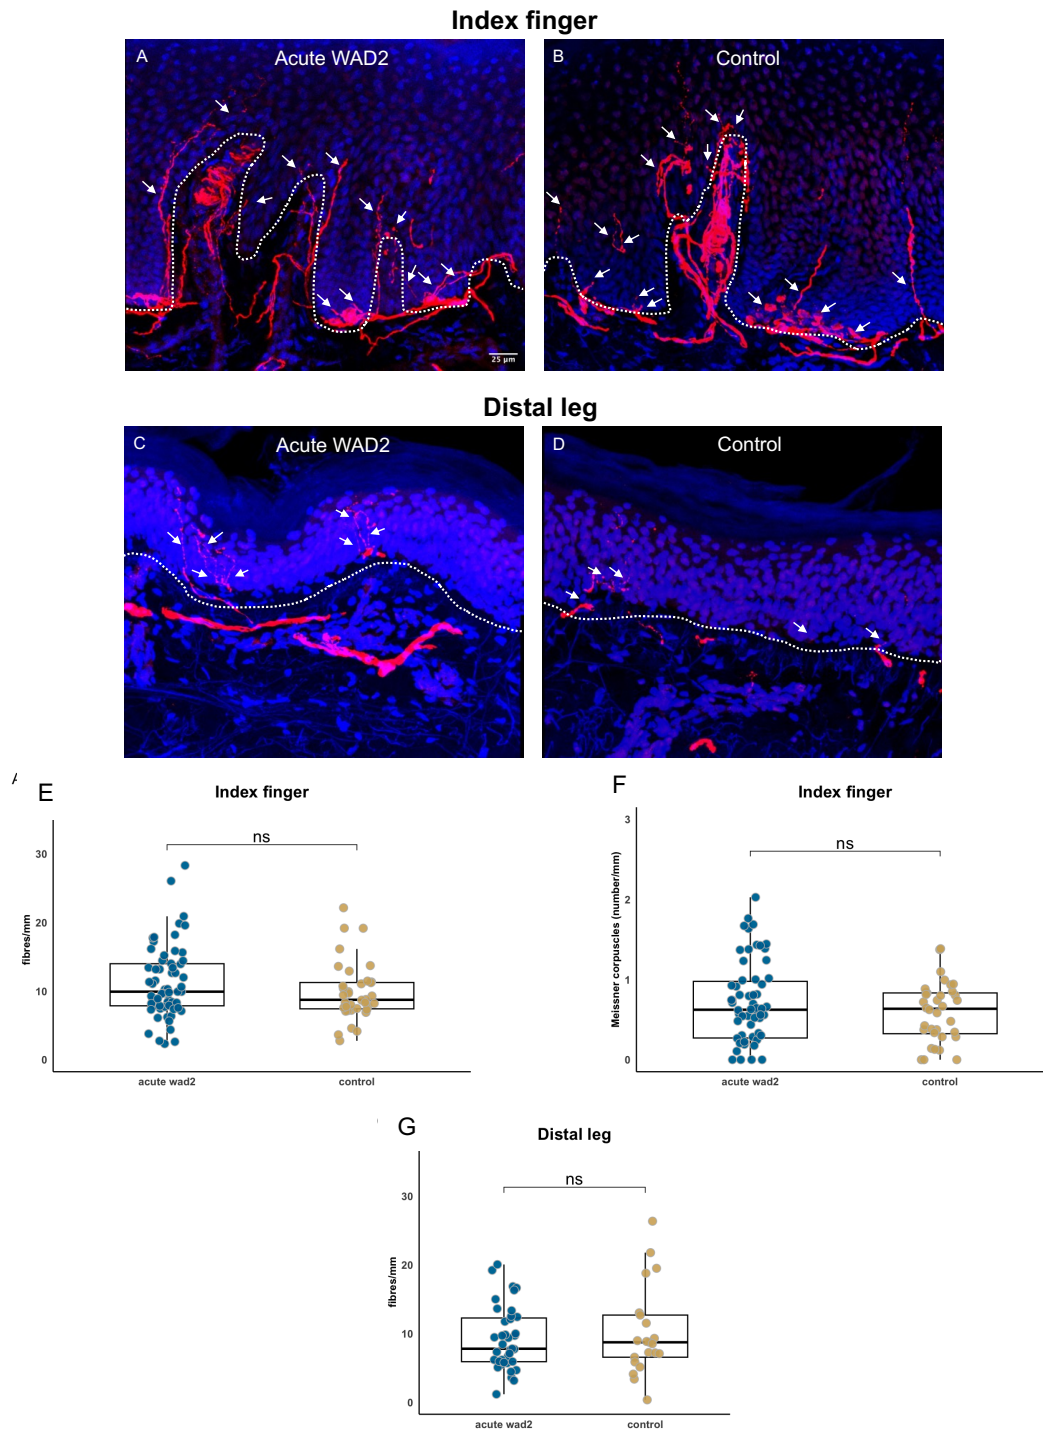 Index finger
A Acute WAD2
B Control
25 µm
Distal leg
C Acute WAD2
D Control
E
Index finger
ns
fibres/mm
30
20
10
0
acute wad2
control
F
Index finger
ns
Meissner corpuscles (number/mm)
3
2
1
0
acute wad2
control
G
Distal leg
ns
fibres/mm
30
20
10
0
acute wad2
control